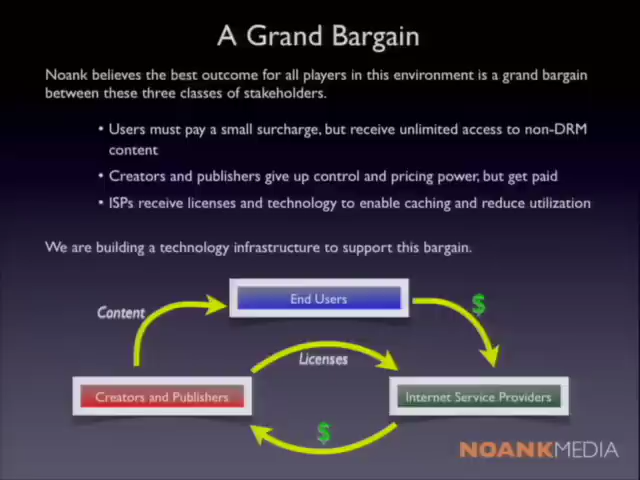 A Grand Bargain
Noank believes the best outcome for all players in this environment is a grand bargain
between these three classes of stakeholders.
• Users must pay a small surcharge, but receive unlimited access to non-DRM
content
• Creators and publishers give up control and pricing power, but get paid
• ISPs receive licenses and technology to enable caching and reduce utilization
We are building a technology infrastructure to support this bargain.
End Users
$
Content
Licenses
Creators and Publishers
Internet Service Providers
$
NOANKMEDIA